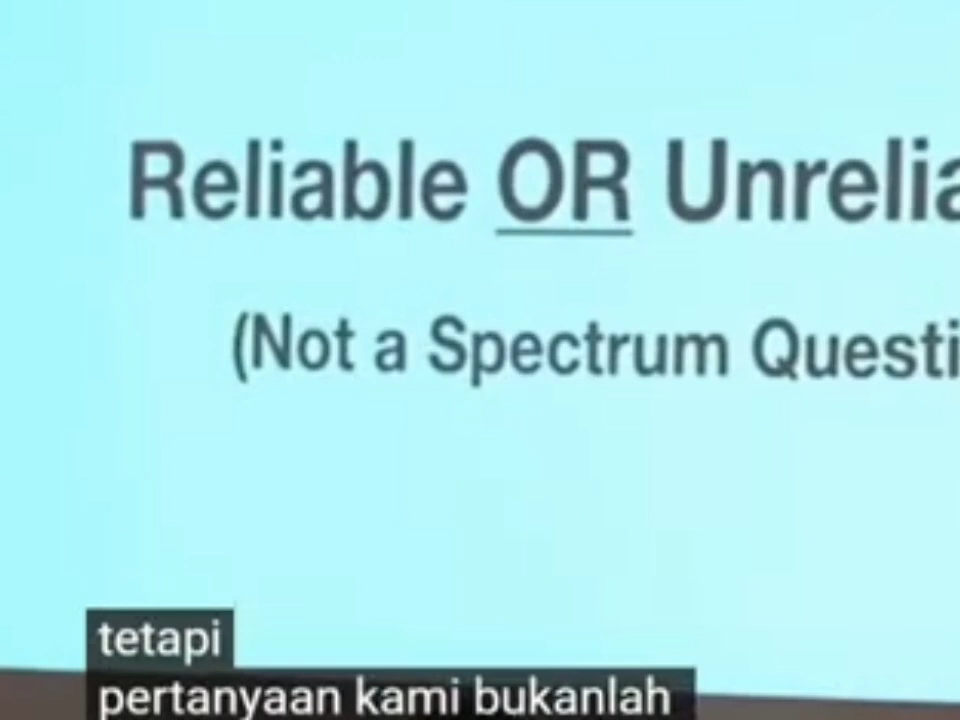 Reliable OR Unrelia
(Not a Spectrum Questi
tetapi
pertanyaan kami bukanlah